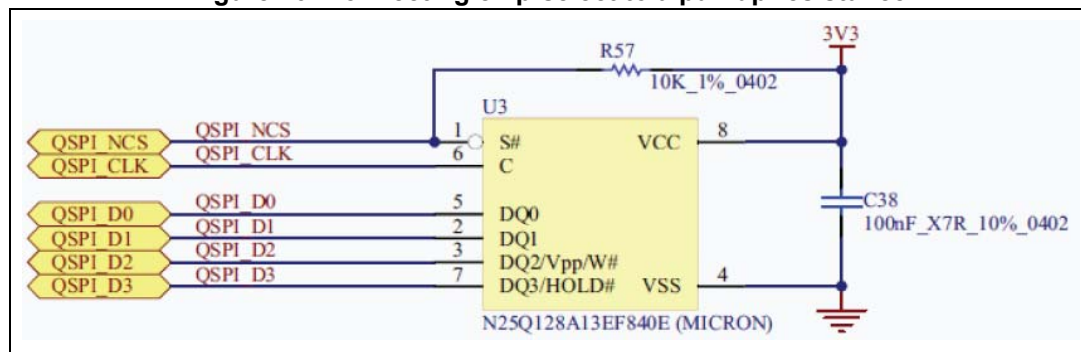 3V3
R57
10K_1%_0402
U3
QSPI_NCS QSPI_NCS 1 S# VCC 8
QSPI_CLK QSPI_CLK 6 C
C38
100nF_X7R_10%_0402
QSPI_D0 QSPI_D0 5 DQ0
QSPI_D1 QSPI_D1 2 DQ1
QSPI_D2 QSPI_D2 3 DQ2/Vpp/W#
QSPI_D3 QSPI_D3 7 DQ3/HOLD# VSS 4
N25Q128A13EF840E (MICRON)